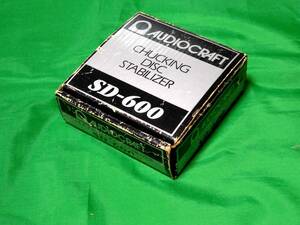 AUDIOCRAFT
CHUCKING
DISC
STABILIZER
SD-600